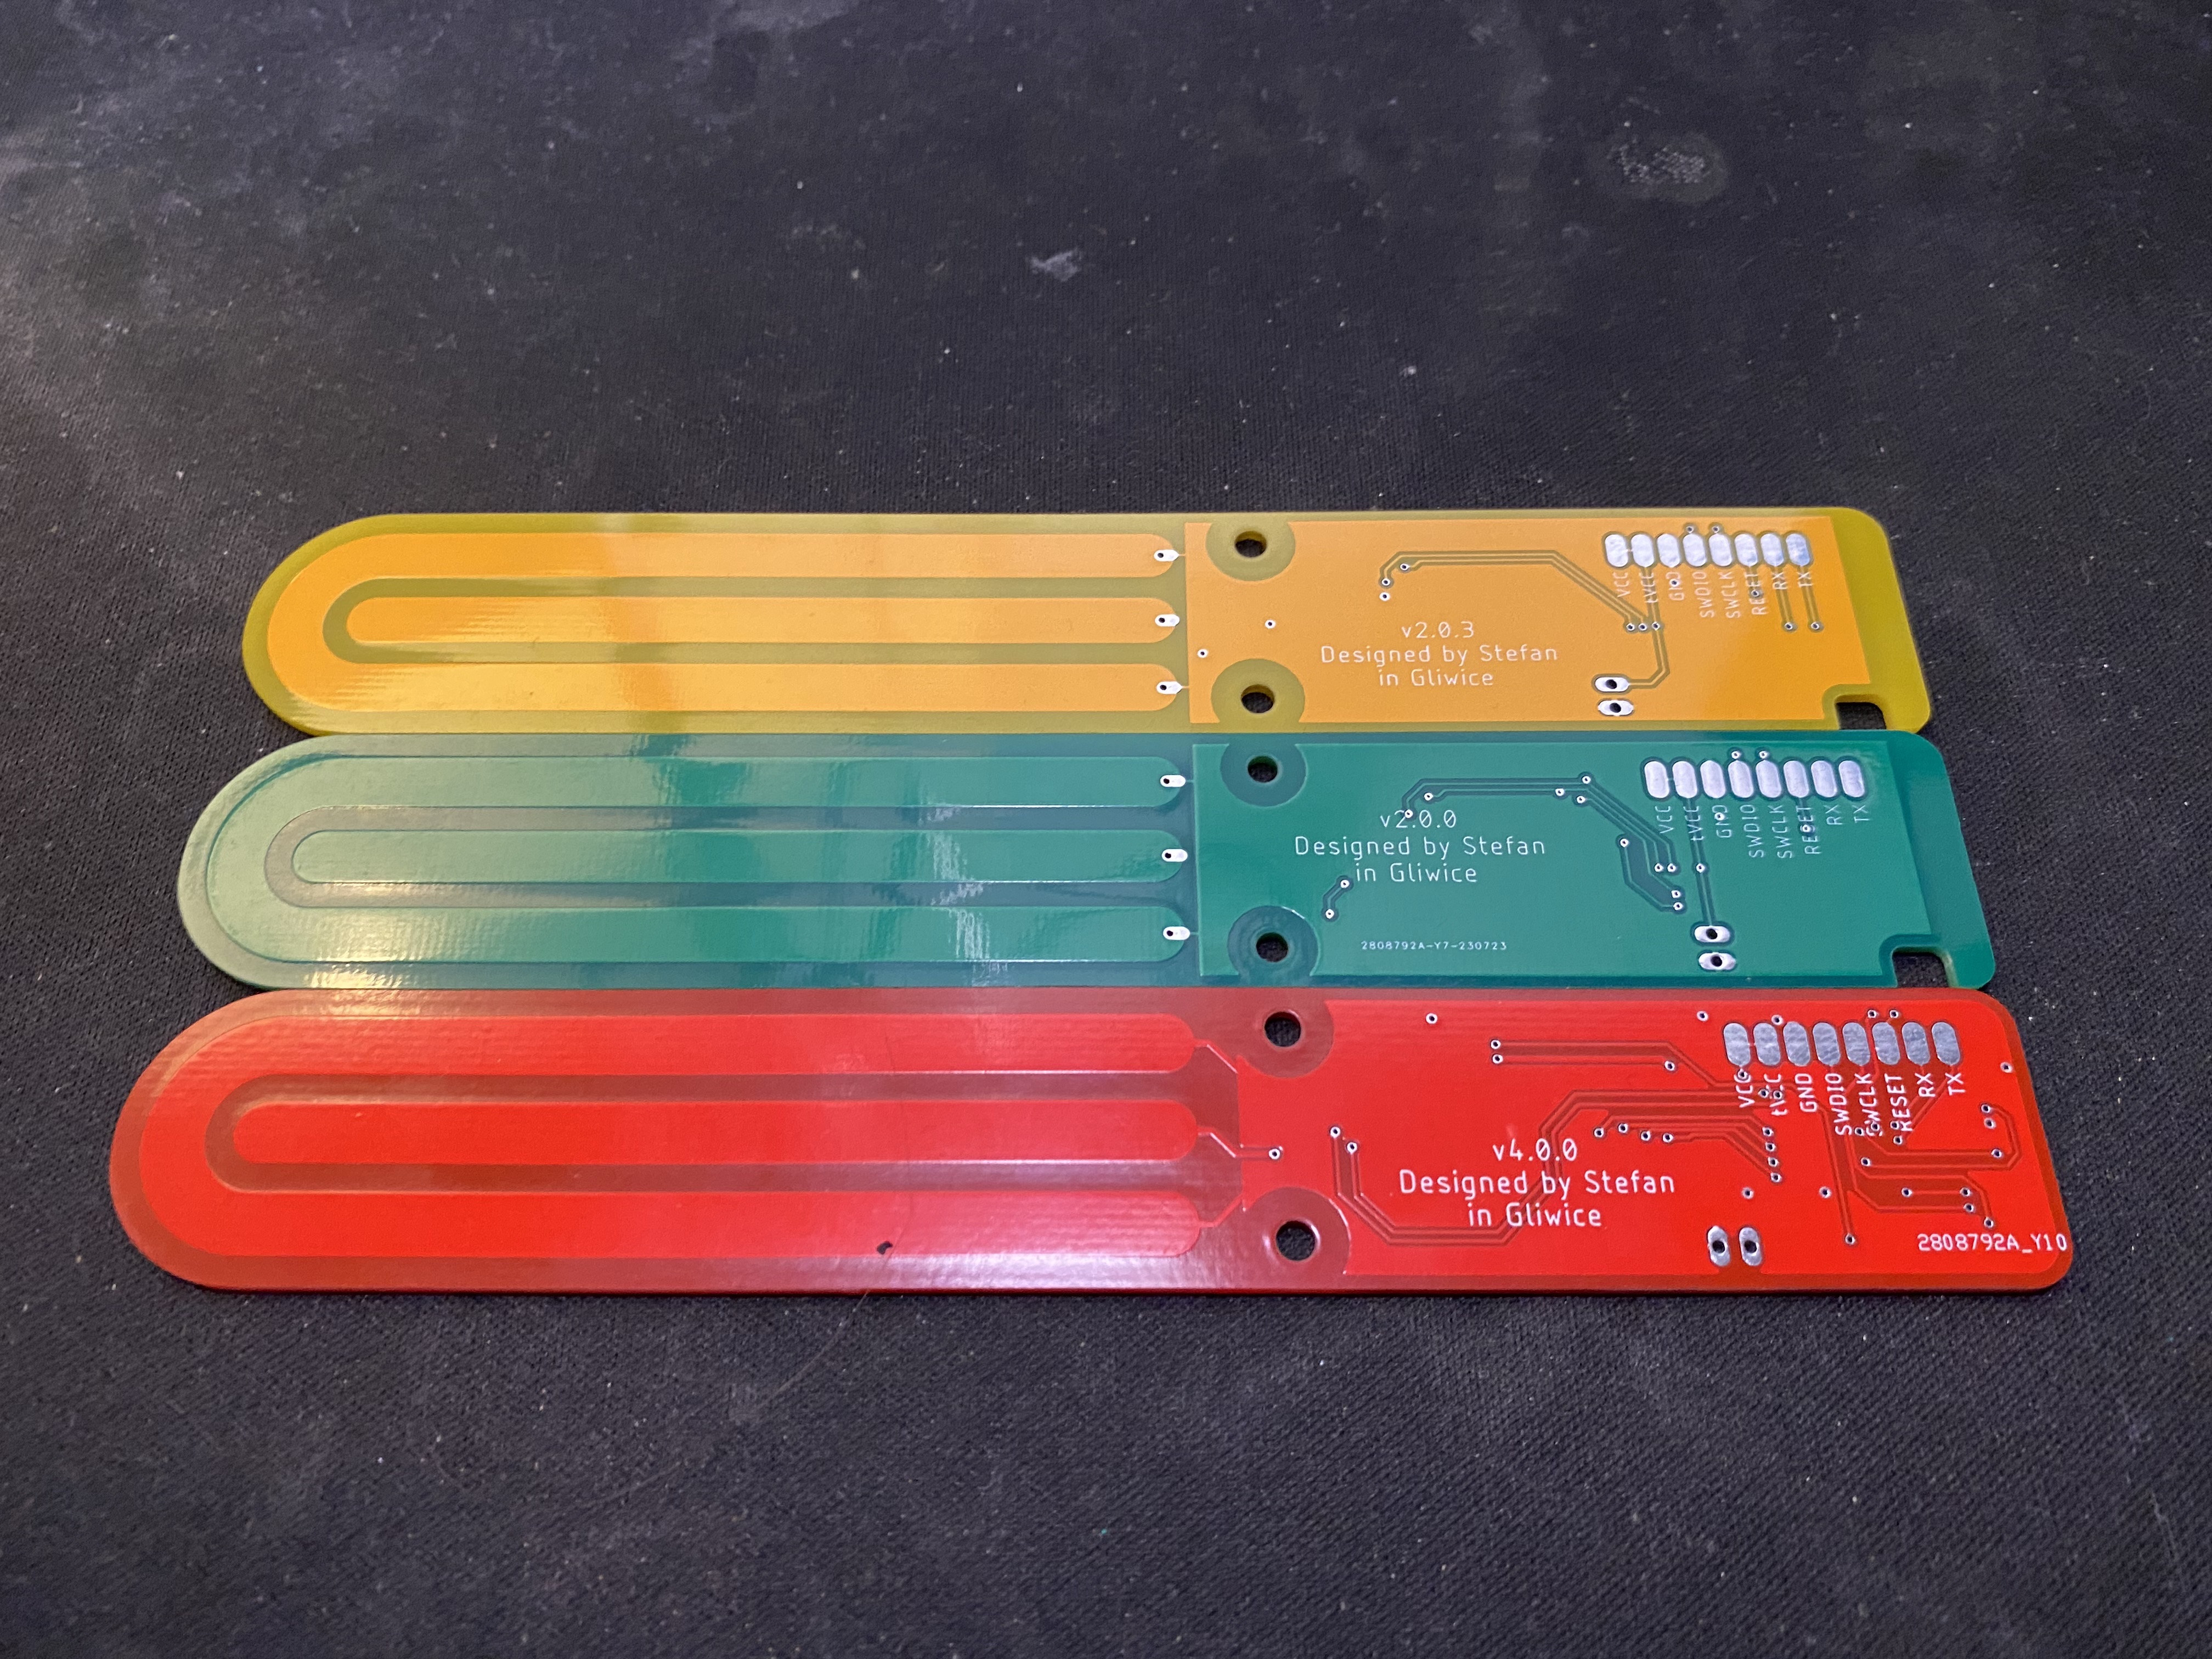 VCC
tVCC
GND
SWDIO
SWCLK
RESET
RX
TX
v2.0.3
Designed by Stefan
in Gliwice
VCC
tVCC
GND
SWDIO
SWCLK
RESET
RX
TX
v2.0.0
Designed by Stefan
in Gliwice
2808792A-Y7-230723
VCC
tVCC
GND
SWDIO
SWCLK
RESET
RX
TX
v4.0.0
Designed by Stefan
in Gliwice
2808792A_Y10